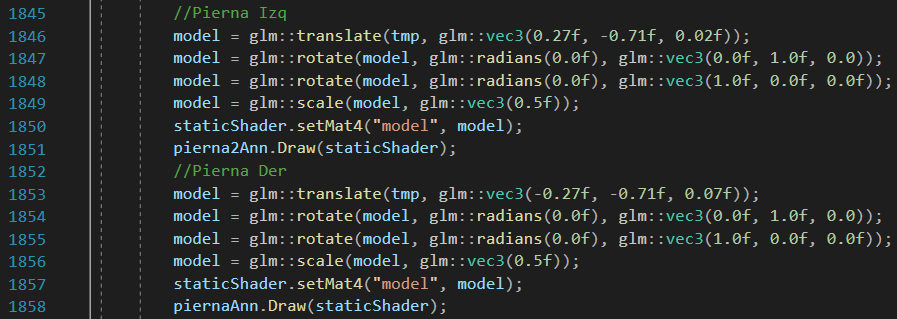 1845 //Pierna Izq
1846 model = glm::translate(tmp, glm::vec3(0.27f, -0.71f, 0.02f));
1847 model = glm::rotate(model, glm::radians(0.0f), glm::vec3(0.0f, 1.0f, 0.0));
1848 model = glm::rotate(model, glm::radians(0.0f), glm::vec3(1.0f, 0.0f, 0.0f));
1849 model = glm::scale(model, glm::vec3(0.5f));
1850 staticShader.setMat4("model", model);
1851 pierna2Ann.Draw(staticShader);
1852 //Pierna Der
1853 model = glm::translate(tmp, glm::vec3(-0.27f, -0.71f, 0.07f));
1854 model = glm::rotate(model, glm::radians(0.0f), glm::vec3(0.0f, 1.0f, 0.0));
1855 model = glm::rotate(model, glm::radians(0.0f), glm::vec3(1.0f, 0.0f, 0.0f));
1856 model = glm::scale(model, glm::vec3(0.5f));
1857 staticShader.setMat4("model", model);
1858 piernaAnn.Draw(staticShader);